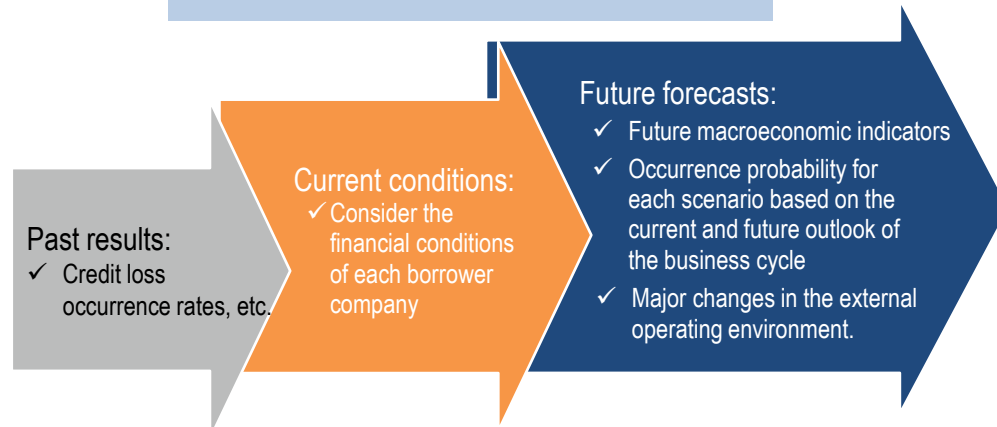 Past results:
✓ Credit loss
occurrence rates, etc.
Current conditions:
✓ Consider the
financial conditions
of each borrower
company
Future forecasts:
✓ Future macroeconomic indicators
✓ Occurrence probability for
each scenario based on the
current and future outlook of
the business cycle
✓ Major changes in the external
operating environment.